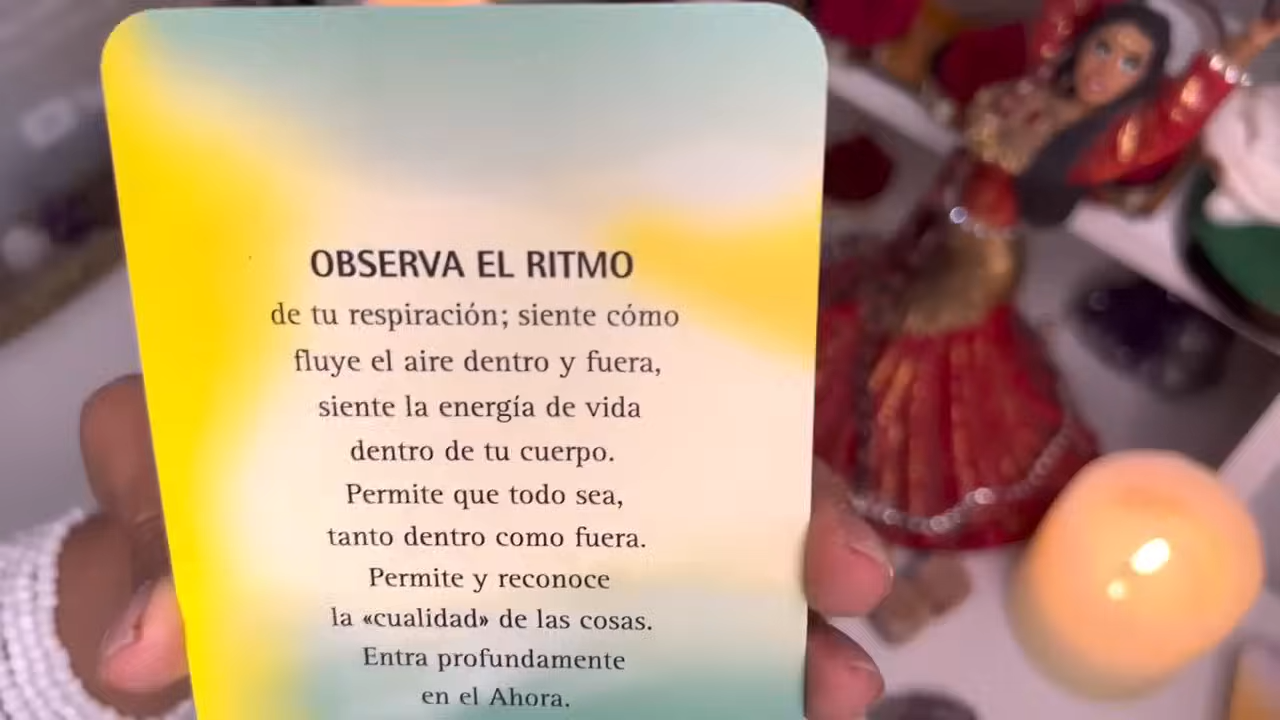 OBSERVA EL RITMO
de tu respiración; siente cómo
fluye el aire dentro y fuera,
siente la energía de vida
dentro de tu cuerpo.
Permite que todo sea,
tanto dentro como fuera.
Permite y reconoce
la «cualidad» de las cosas.
Entra profundamente
en el Ahora.